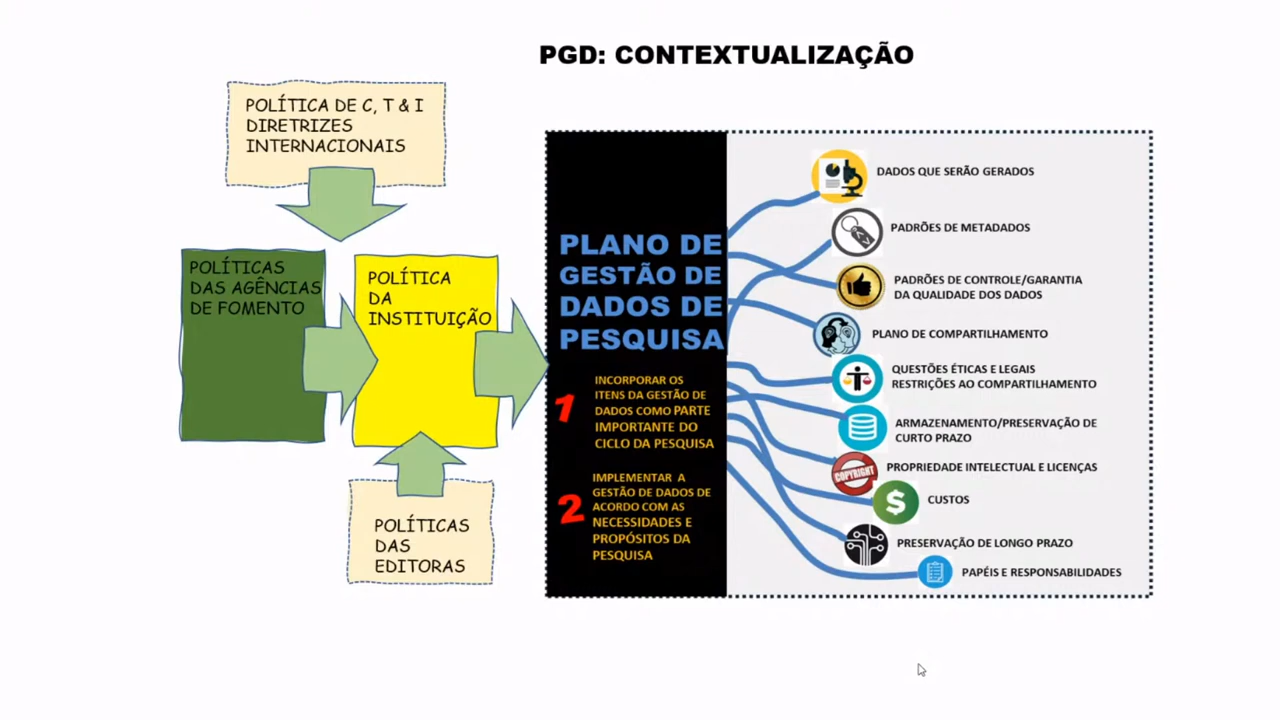 PGD: CONTEXTUALIZAÇÃO
POLÍTICA DE C, T & I
DIRETRIZES
INTERNACIONAIS
POLÍTICAS
DAS AGÊNCIAS
DE FOMENTO
POLÍTICA
DA
INSTITUIÇÃO
POLÍTICAS
DAS
EDITORAS
PLANO DE
GESTÃO DE
DADOS DE
PESQUISA
1
INCORPORAR OS
ITENS DA GESTÃO DE
DADOS COMO PARTE
IMPORTANTE DO
CICLO DA PESQUISA
2
IMPLEMENTAR A
GESTÃO DE DADOS DE
ACORDO COM AS
NECESSIDADES E
PROPÓSITOS DA
PESQUISA
DADOS QUE SERÃO GERADOS
PADRÕES DE METADADOS
PADRÕES DE CONTROLE/GARANTIA
DA QUALIDADE DOS DADOS
PLANO DE COMPARTILHAMENTO
QUESTÕES ÉTICAS E LEGAIS
RESTRIÇÕES AO COMPARTILHAMENTO
ARMAZENAMENTO/PRESERVAÇÃO DE
CURTO PRAZO
COPYRIGHT
PROPRIEDADE INTELECTUAL E LICENÇAS
$
CUSTOS
PRESERVAÇÃO DE LONGO PRAZO
PAPÉIS E RESPONSABILIDADES